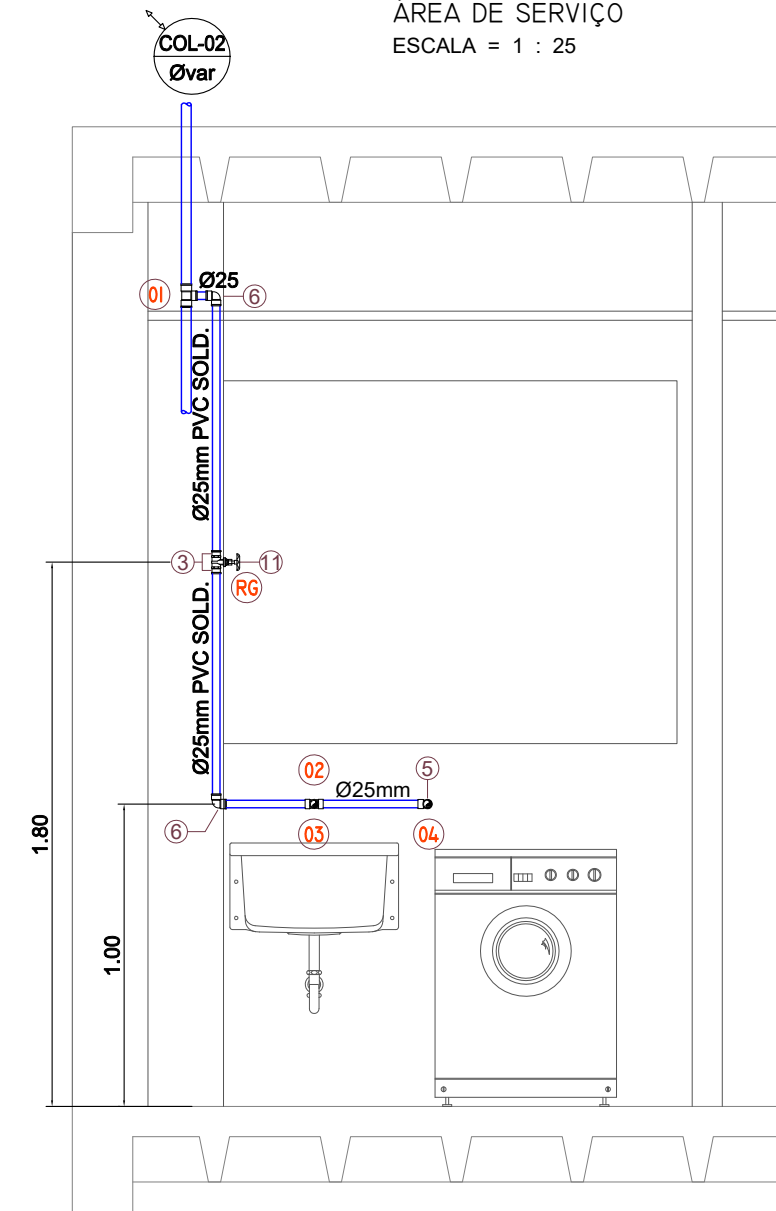 ÁREA DE SERVIÇO
ESCALA = 1 : 25
COL-02
Øvar
Ø25
01
6
Ø25mm PVC SOLD.
3
11
RG
Ø25mm PVC SOLD.
02
5
Ø25mm
6
03
04
1.80
1.00